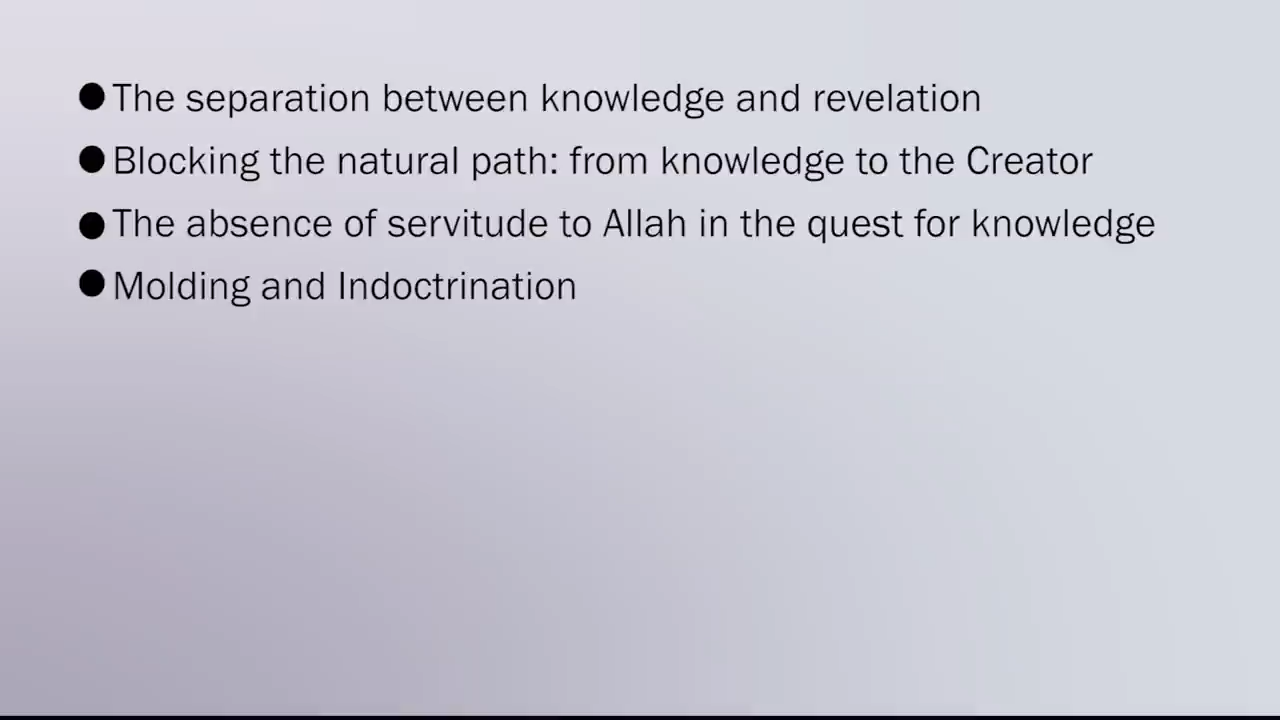 ● The separation between knowledge and revelation
● Blocking the natural path: from knowledge to the Creator
● The absence of servitude to Allah in the quest for knowledge
● Molding and Indoctrination